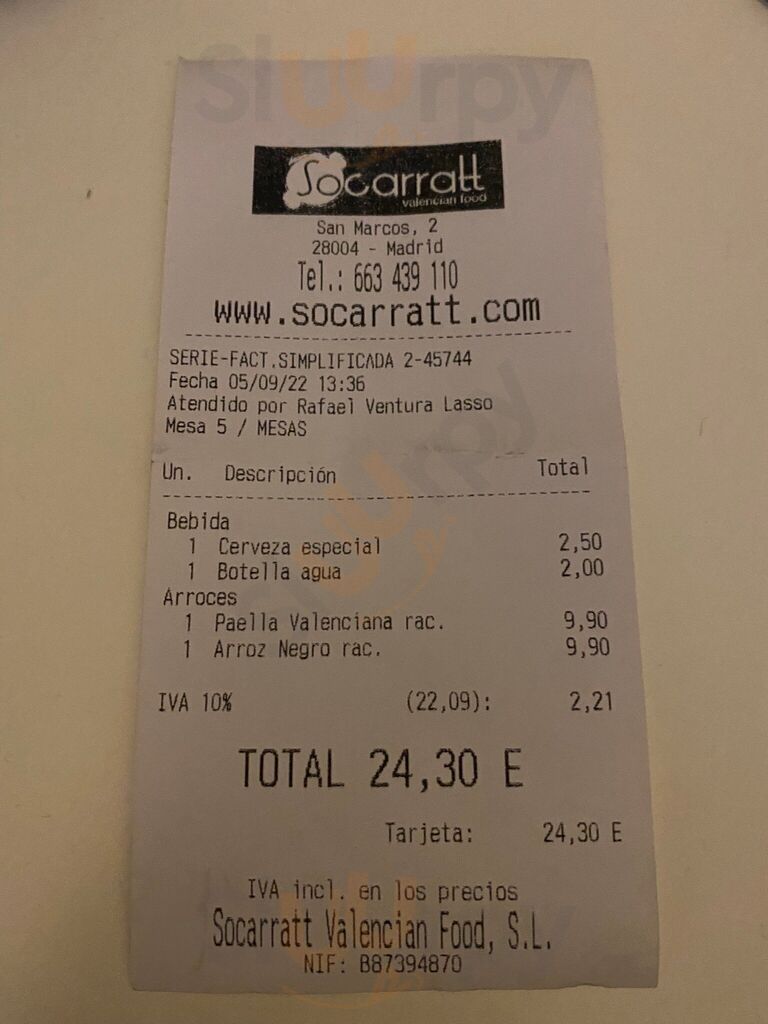 Sluurpy
Socarratt
valencian food
San Marcos, 2
28004 - Madrid
Tel.: 663 439 110
www.socarratt.com
SERIE-FACT.SIMPLIFICADA 2-45744
Fecha 05/09/22 13:36
Atendido por Rafael Ventura Lasso
Mesa 5 / MESAS
Un. Descripción Total
Bebida
1 Cerveza especial 2,50
1 Botella agua 2,00
Arroces
1 Paella Valenciana rac. 9,90
1 Arroz Negro rac. 9,90
IVA 10% (22,09): 2,21
TOTAL 24,30 E
Tarjeta: 24,30 E
IVA incl. en los precios
Socarratt Valencian Food, S.L.
NIF: B87394870